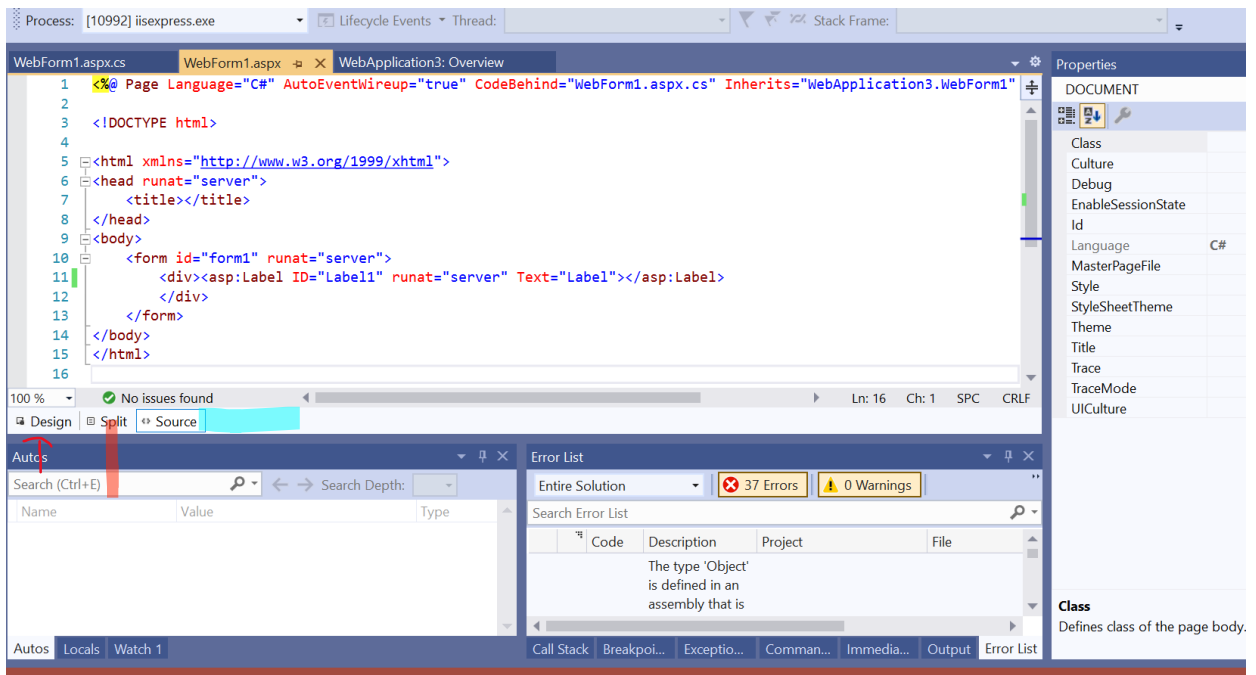 Process: [10992] iisexpress.exe Lifecycle Events Thread: Stack Frame:
WebForm1.aspx.cs WebForm1.aspx WebApplication3: Overview
1 <%@ Page Language="C#" AutoEventWireup="true" CodeBehind="WebForm1.aspx.cs" Inherits="WebApplication3.WebForm1"
2
3 <!DOCTYPE html>
4
5 <html xmlns="http://www.w3.org/1999/xhtml">
6 <head runat="server">
7 <title></title>
8 </head>
9 <body>
10 <form id="form1" runat="server">
11 <div><asp:Label ID="Label1" runat="server" Text="Label"></asp:Label>
12 </div>
13 </form>
14 </body>
15 </html>
16
100 % No issues found Ln: 16 Ch: 1 SPC CRLF
Design Split Source
Autos
Search (Ctrl+E) Search Depth:
Name Value Type
Autos Locals Watch 1
Error List
Entire Solution 37 Errors 0 Warnings
Search Error List
Code Description Project File
The type 'Object'
is defined in an
assembly that is
Call Stack Breakpoi... Exceptio... Comman... Immedia... Output Error List
Properties
DOCUMENT
Class
Culture
Debug
EnableSessionState
Id
Language C#
MasterPageFile
Style
StyleSheetTheme
Theme
Title
Trace
TraceMode
UICulture
Class
Defines class of the page body.